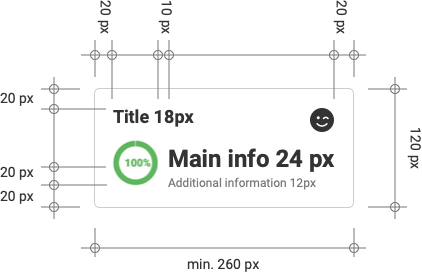 20 px
10 px
20 px
20 px
Title 18px
120 px
100%
Main info 24 px
20 px
Additional information 12px
20 px
min. 260 px